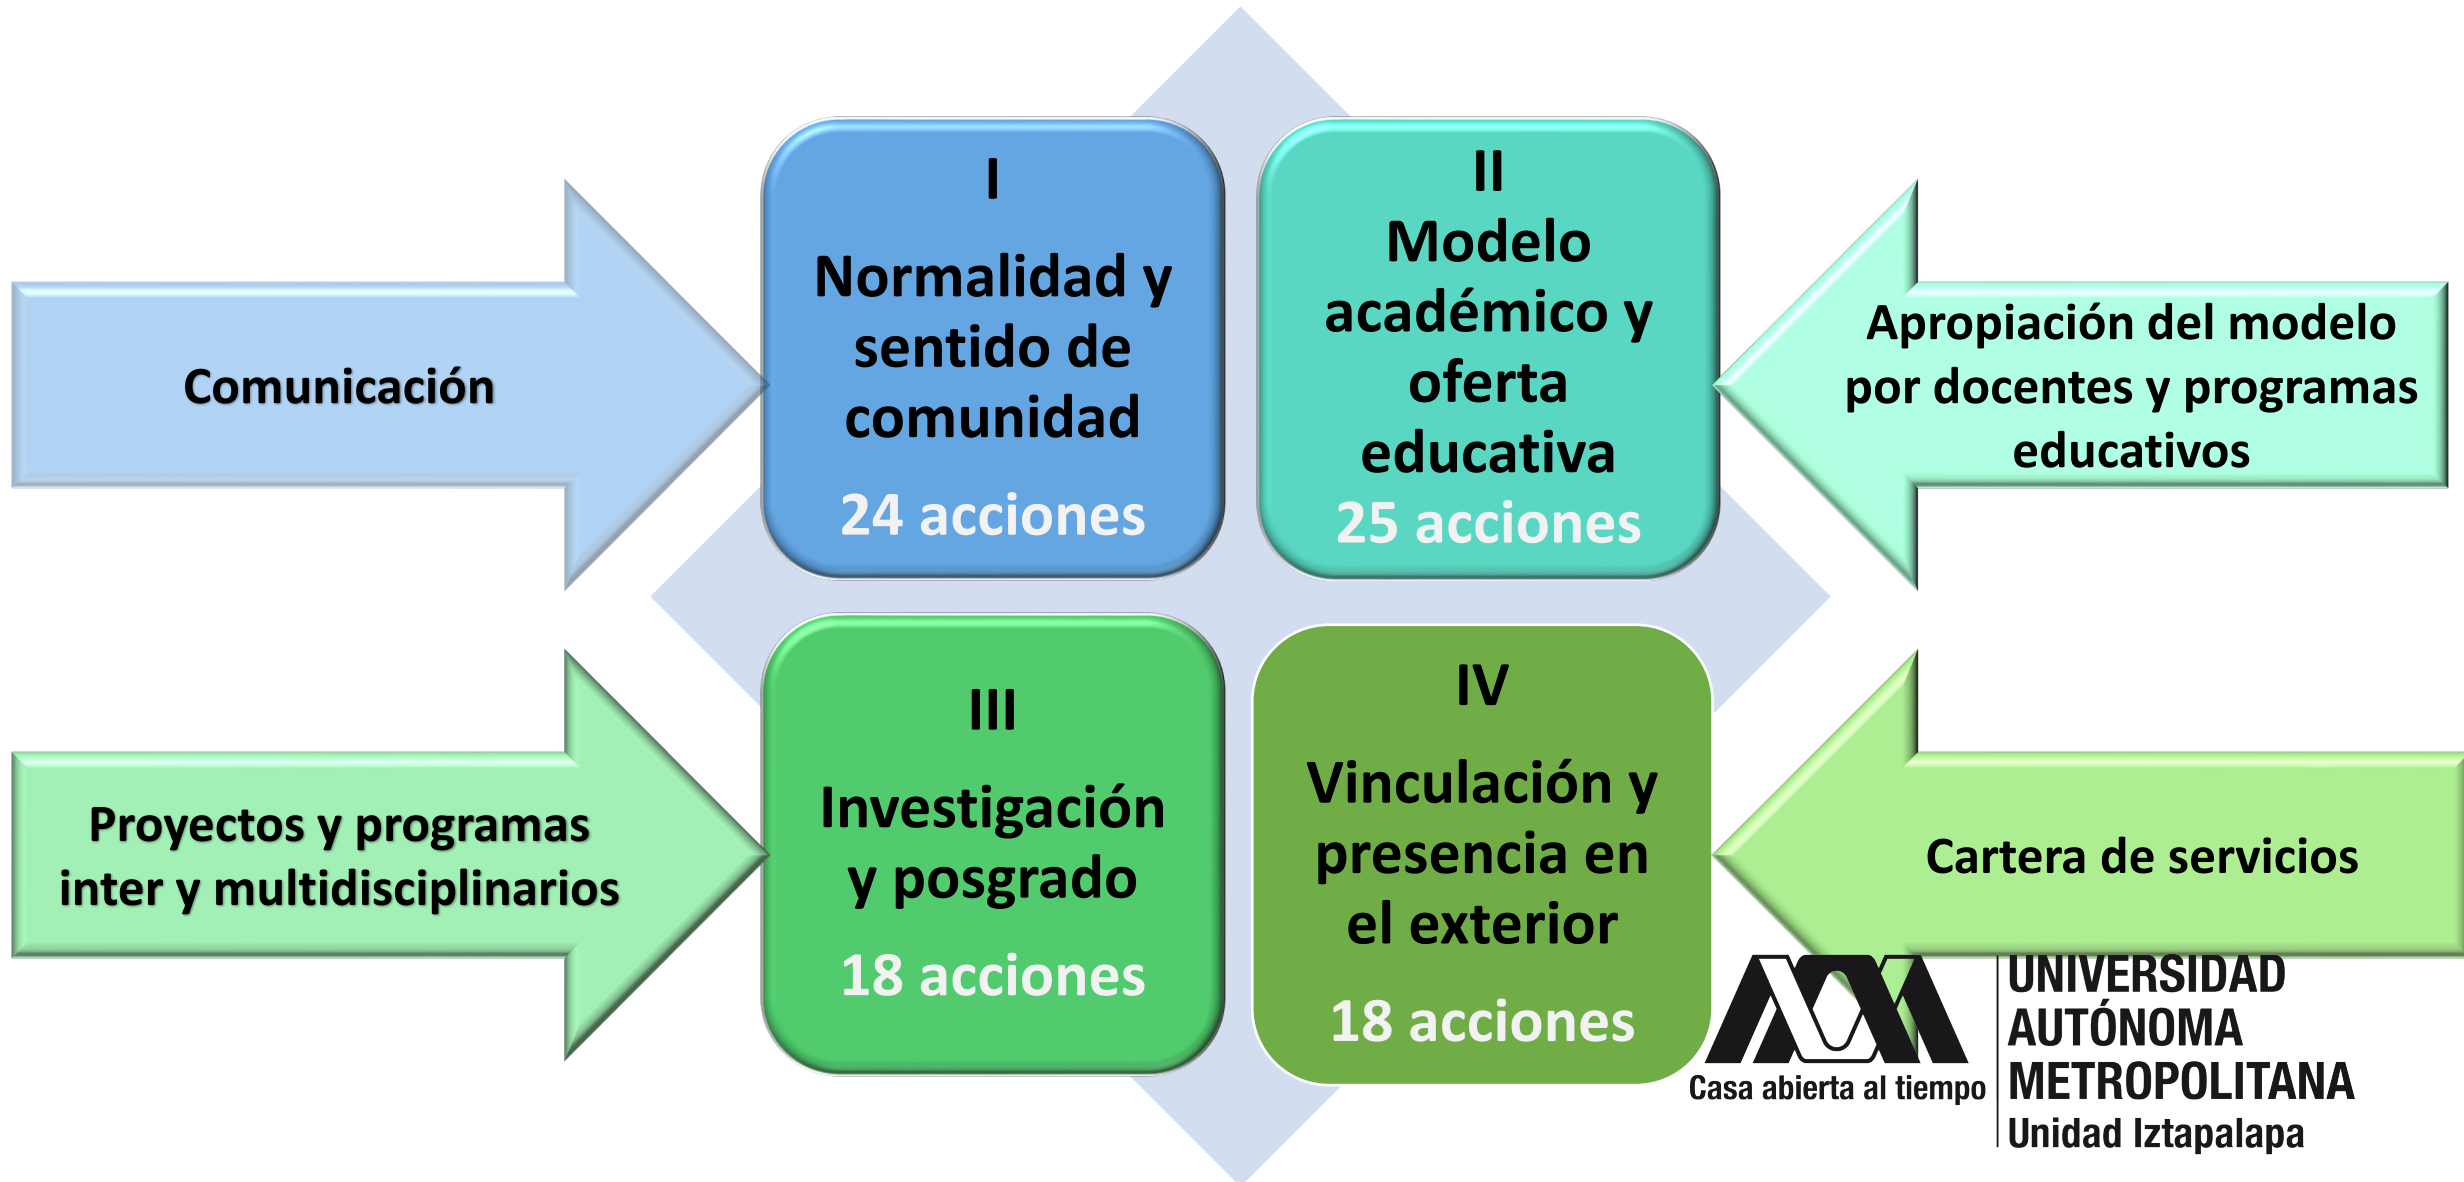 Comunicación
I
Normalidad y
sentido de
comunidad
24 acciones
II
Modelo
académico y
oferta
educativa
25 acciones
Apropiación del modelo
por docentes y programas
educativos
Proyectos y programas
inter y multidisciplinarios
III
Investigación
y posgrado
18 acciones
IV
Vinculación y
presencia en
el exterior
18 acciones
Cartera de servicios
Casa abierta al tiempo
UNIVERSIDAD
AUTÓNOMA
METROPOLITANA
Unidad Iztapalapa